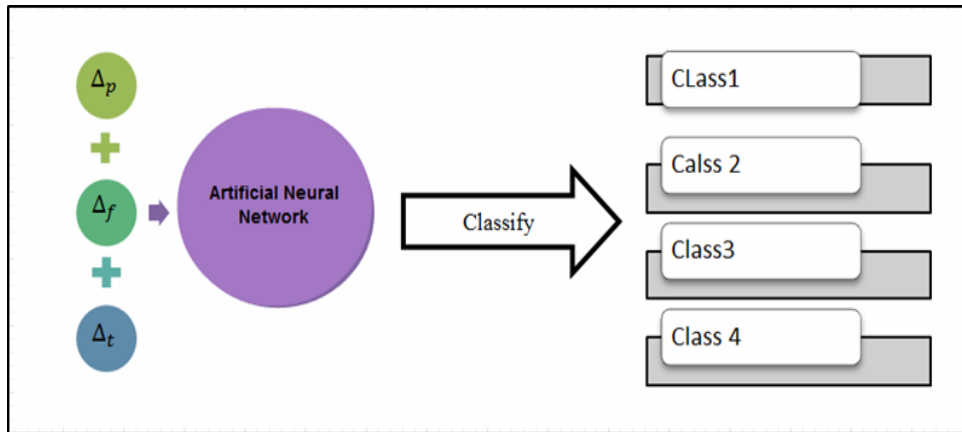 Δp
+
Δf
+
Δt
Artificial Neural
Network
Classify
CLass1
Calss 2
Class3
Class 4